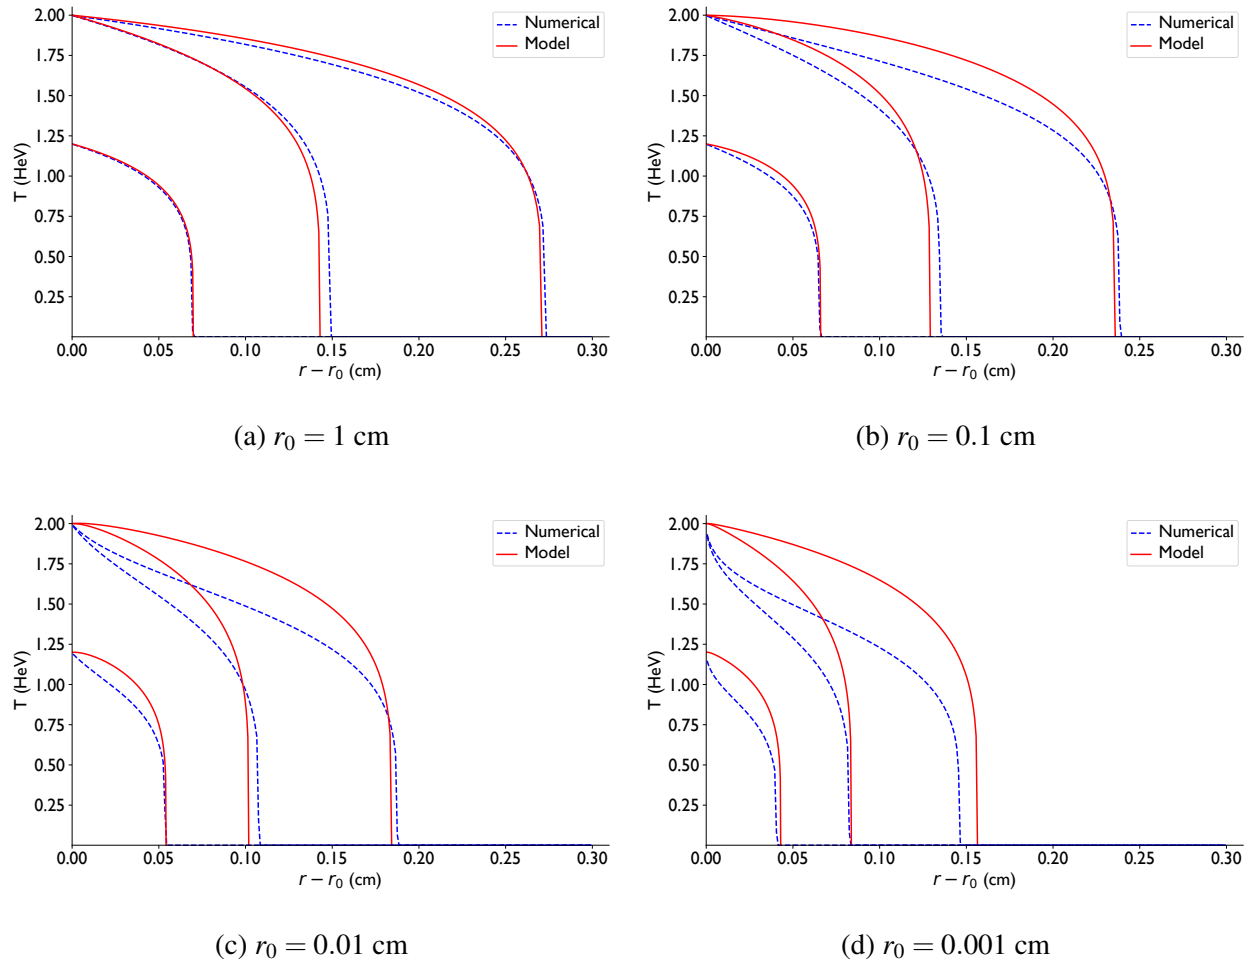 2.00
1.75
1.50
1.25
1.00
0.75
0.50
0.25
T (HeV)
0.00 0.05 0.10 0.15 0.20 0.25 0.30
r − r₀ (cm)
Numerical
Model
(a) r₀ = 1 cm
2.00
1.75
1.50
1.25
1.00
0.75
0.50
0.25
T (HeV)
0.00 0.05 0.10 0.15 0.20 0.25 0.30
r − r₀ (cm)
Numerical
Model
(b) r₀ = 0.1 cm
2.00
1.75
1.50
1.25
1.00
0.75
0.50
0.25
T (HeV)
0.00 0.05 0.10 0.15 0.20 0.25 0.30
r − r₀ (cm)
Numerical
Model
(c) r₀ = 0.01 cm
2.00
1.75
1.50
1.25
1.00
0.75
0.50
0.25
T (HeV)
0.00 0.05 0.10 0.15 0.20 0.25 0.30
r − r₀ (cm)
Numerical
Model
(d) r₀ = 0.001 cm